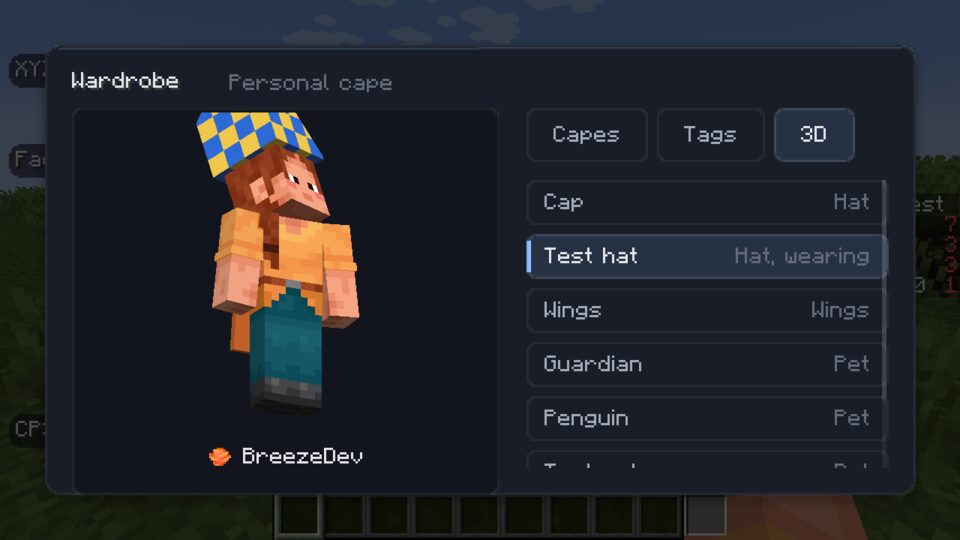 Wardrobe
Personal cape
Capes
Tags
3D
Cap
Hat
Test hat
Hat, wearing
Wings
Wings
Guardian
Pet
Penguin
Pet
BreezeDev